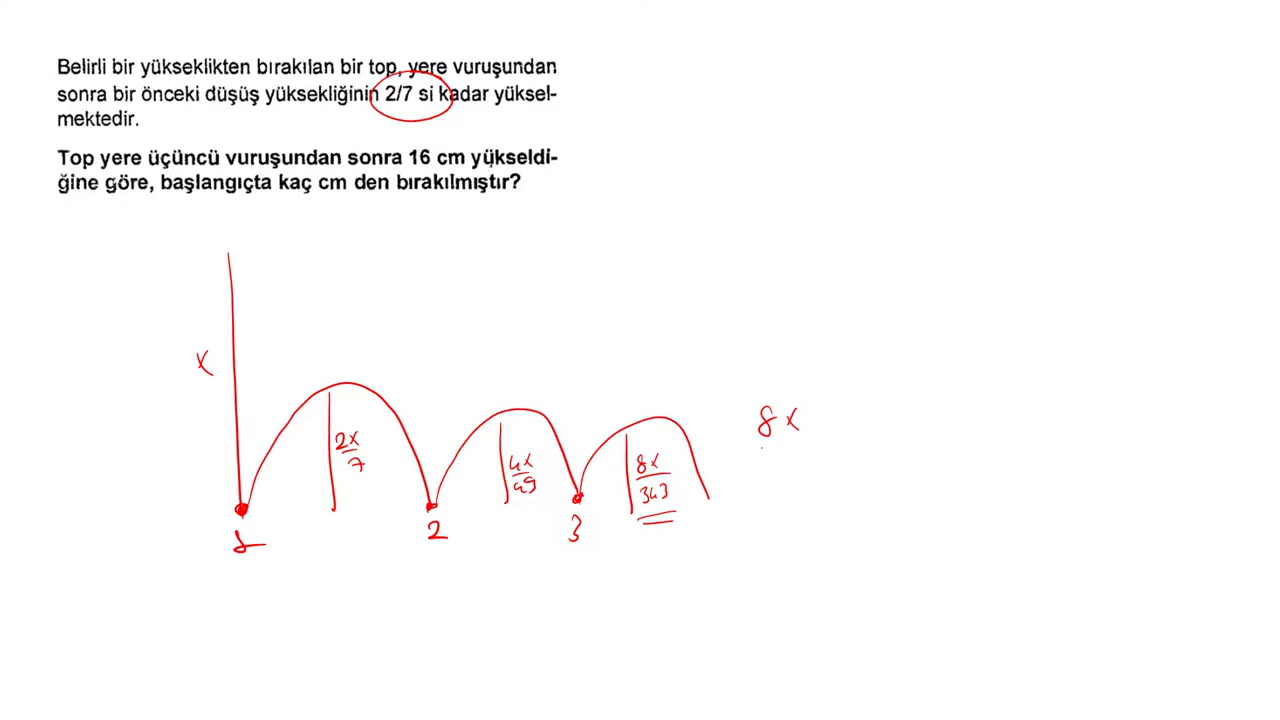 Belirli bir yükseklikten bırakılan bir top, yere vuruşundan
sonra bir önceki düşüş yüksekliğinin 2/7 si kadar yüksel-
mektedir.
Top yere üçüncü vuruşundan sonra 16 cm yükseldi-
ğine göre, başlangıçta kaç cm den bırakılmıştır?
x
2x
7
4x
49
8x
343
8x
1
2
3